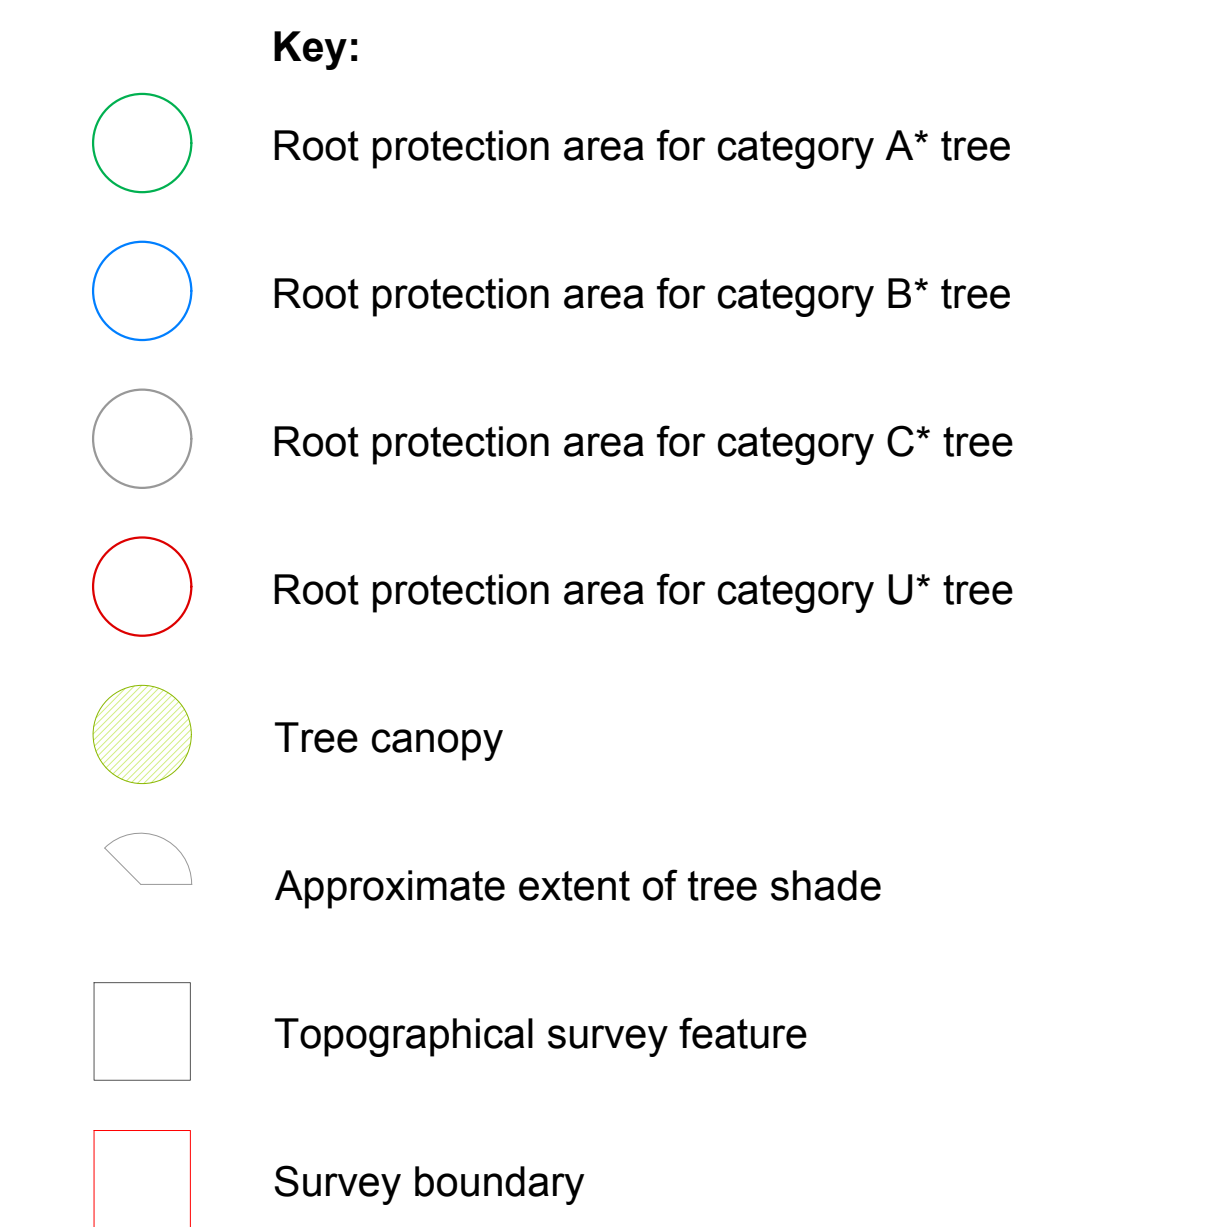 Key:
Root protection area for category A* tree
Root protection area for category B* tree
Root protection area for category C* tree
Root protection area for category U* tree
Tree canopy
Approximate extent of tree shade
Topographical survey feature
Survey boundary